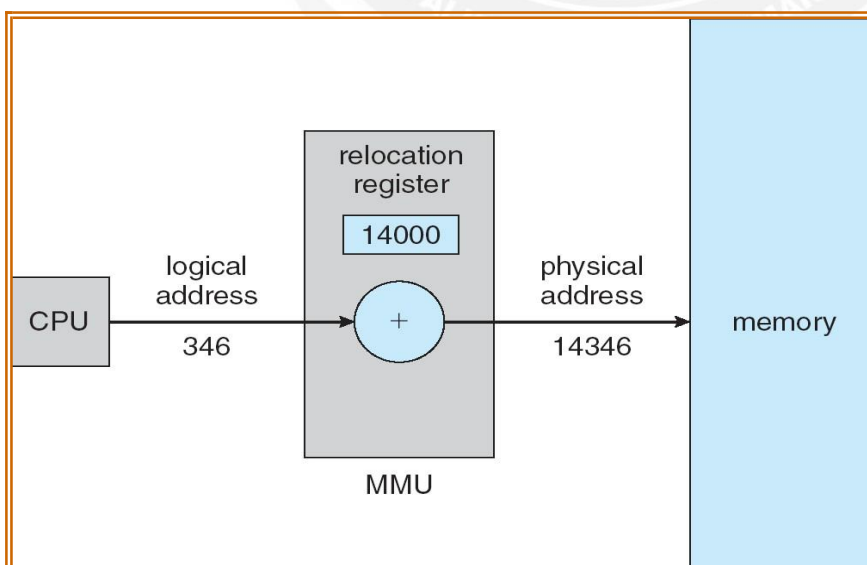 relocation
register
14000
logical
address
346
CPU
+
physical
address
14346
memory
MMU